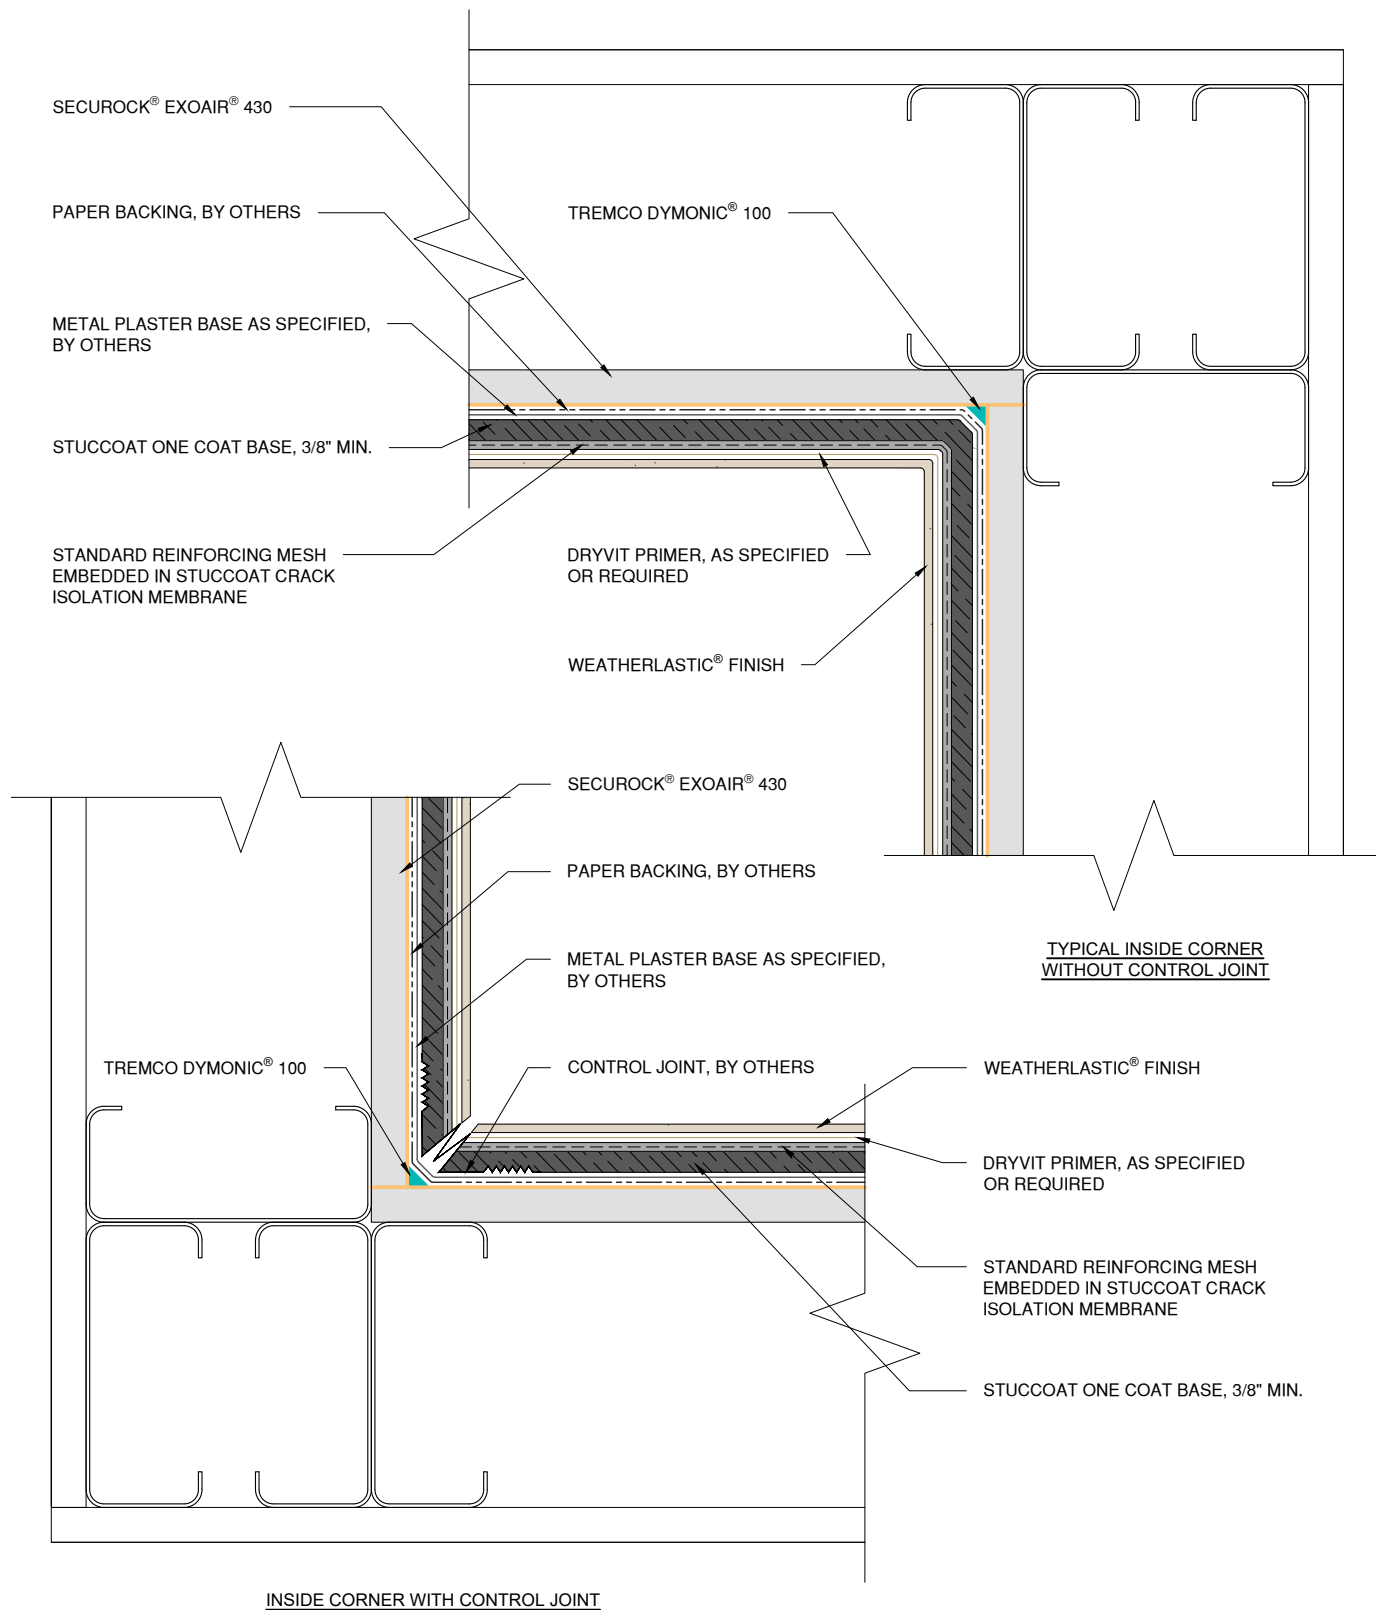 SECUROCK® EXOAIR® 430
PAPER BACKING, BY OTHERS
TREMCO DYMONIC® 100
METAL PLASTER BASE AS SPECIFIED,
BY OTHERS
STUCCOAT ONE COAT BASE, 3/8" MIN.
STANDARD REINFORCING MESH
EMBEDDED IN STUCCOAT CRACK
ISOLATION MEMBRANE
DRYVIT PRIMER, AS SPECIFIED
OR REQUIRED
WEATHERLASTIC® FINISH
TYPICAL INSIDE CORNER
WITHOUT CONTROL JOINT
SECUROCK® EXOAIR® 430
PAPER BACKING, BY OTHERS
METAL PLASTER BASE AS SPECIFIED,
BY OTHERS
TREMCO DYMONIC® 100
CONTROL JOINT, BY OTHERS
WEATHERLASTIC® FINISH
DRYVIT PRIMER, AS SPECIFIED
OR REQUIRED
STANDARD REINFORCING MESH
EMBEDDED IN STUCCOAT CRACK
ISOLATION MEMBRANE
STUCCOAT ONE COAT BASE, 3/8" MIN.
INSIDE CORNER WITH CONTROL JOINT